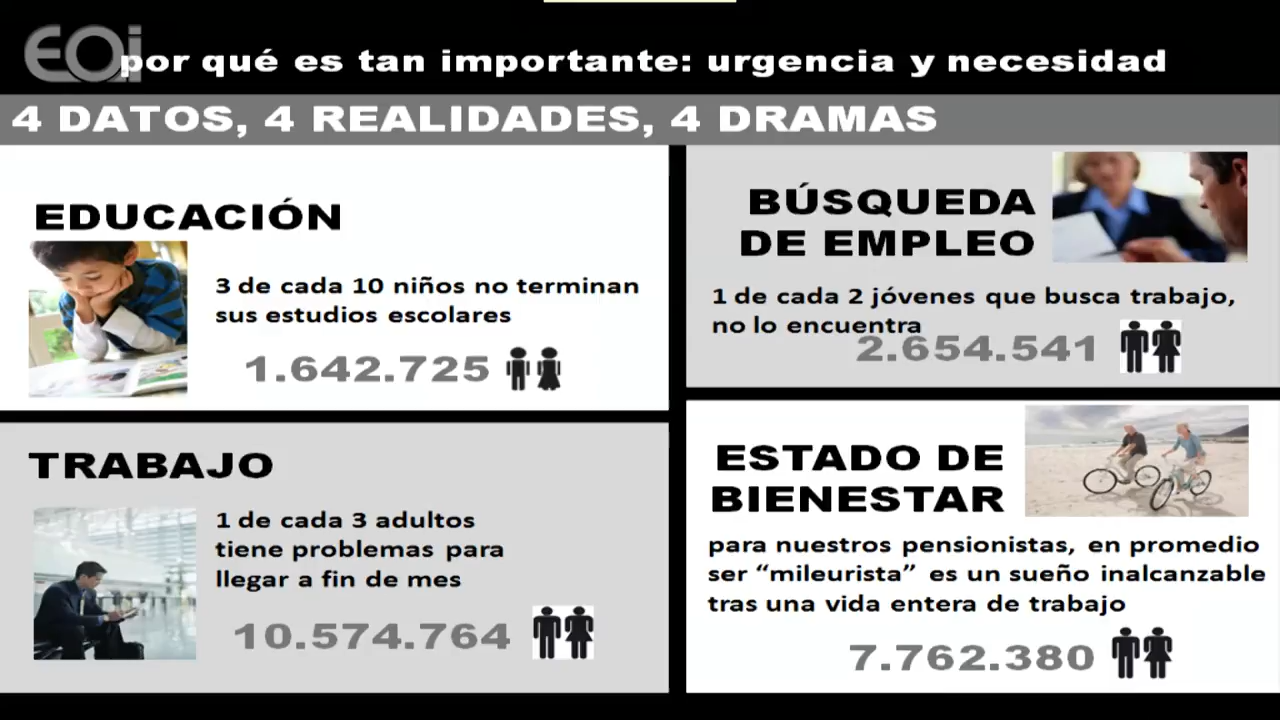 EOi
por qué es tan importante: urgencia y necesidad
4 DATOS, 4 REALIDADES, 4 DRAMAS
EDUCACIÓN
3 de cada 10 niños no terminan
sus estudios escolares
1.642.725
BÚSQUEDA
DE EMPLEO
1 de cada 2 jóvenes que busca trabajo,
no lo encuentra
2.654.541
TRABAJO
1 de cada 3 adultos
tiene problemas para
llegar a fin de mes
10.574.764
ESTADO DE
BIENESTAR
para nuestros pensionistas, en promedio
ser “mileurista” es un sueño inalcanzable
tras una vida entera de trabajo
7.762.380